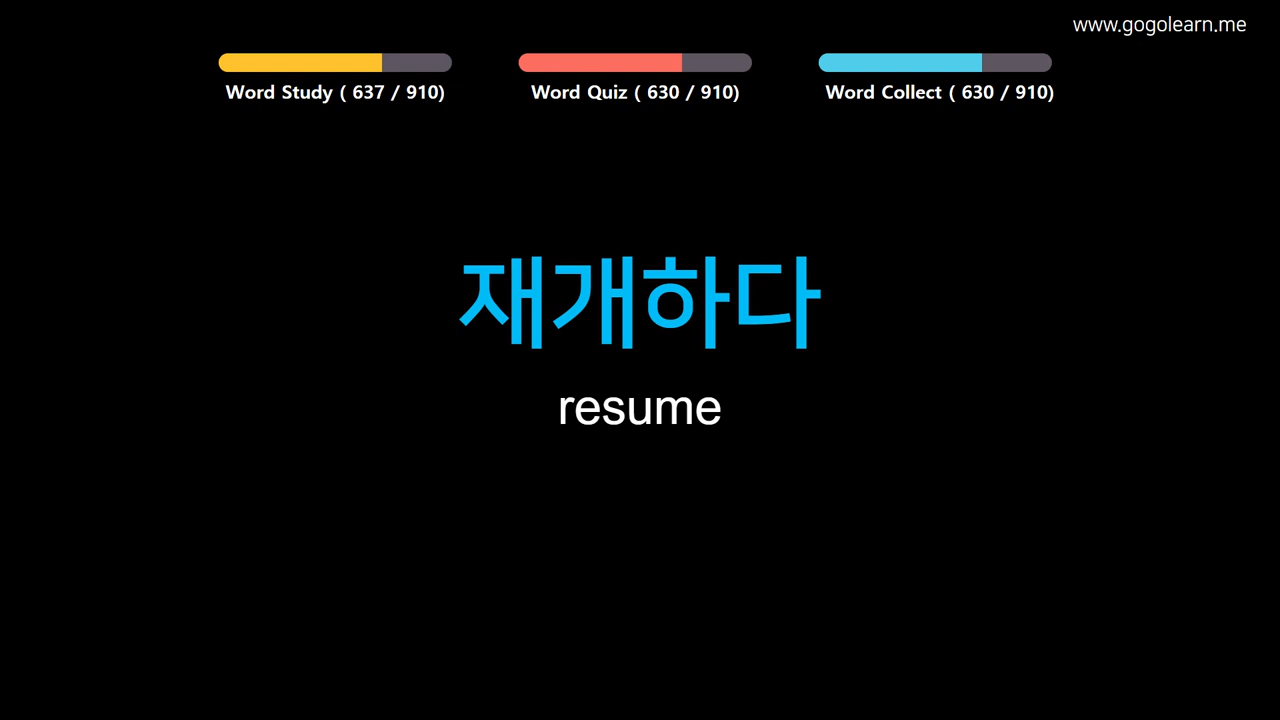 www.gogolearn.me
Word Study ( 637 / 910)
Word Quiz ( 630 / 910)
Word Collect ( 630 / 910)
재개하다
resume